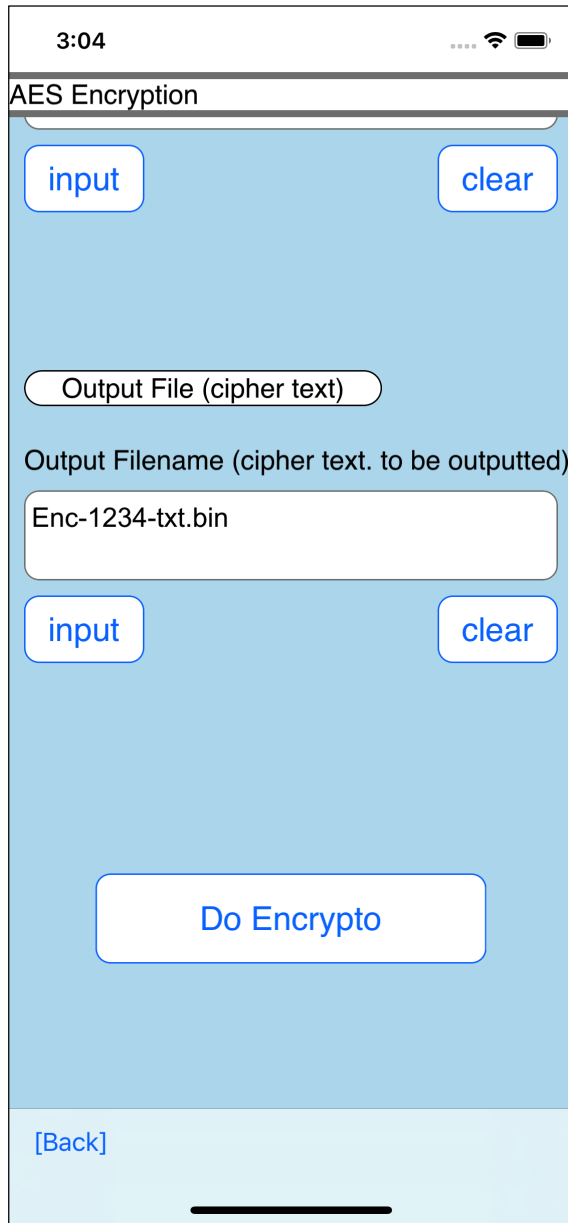 3:04
AES Encryption
input
clear
Output File (cipher text)
Output Filename (cipher text. to be outputted)
Enc-1234-txt.bin
input
clear
Do Encrypto
[Back]